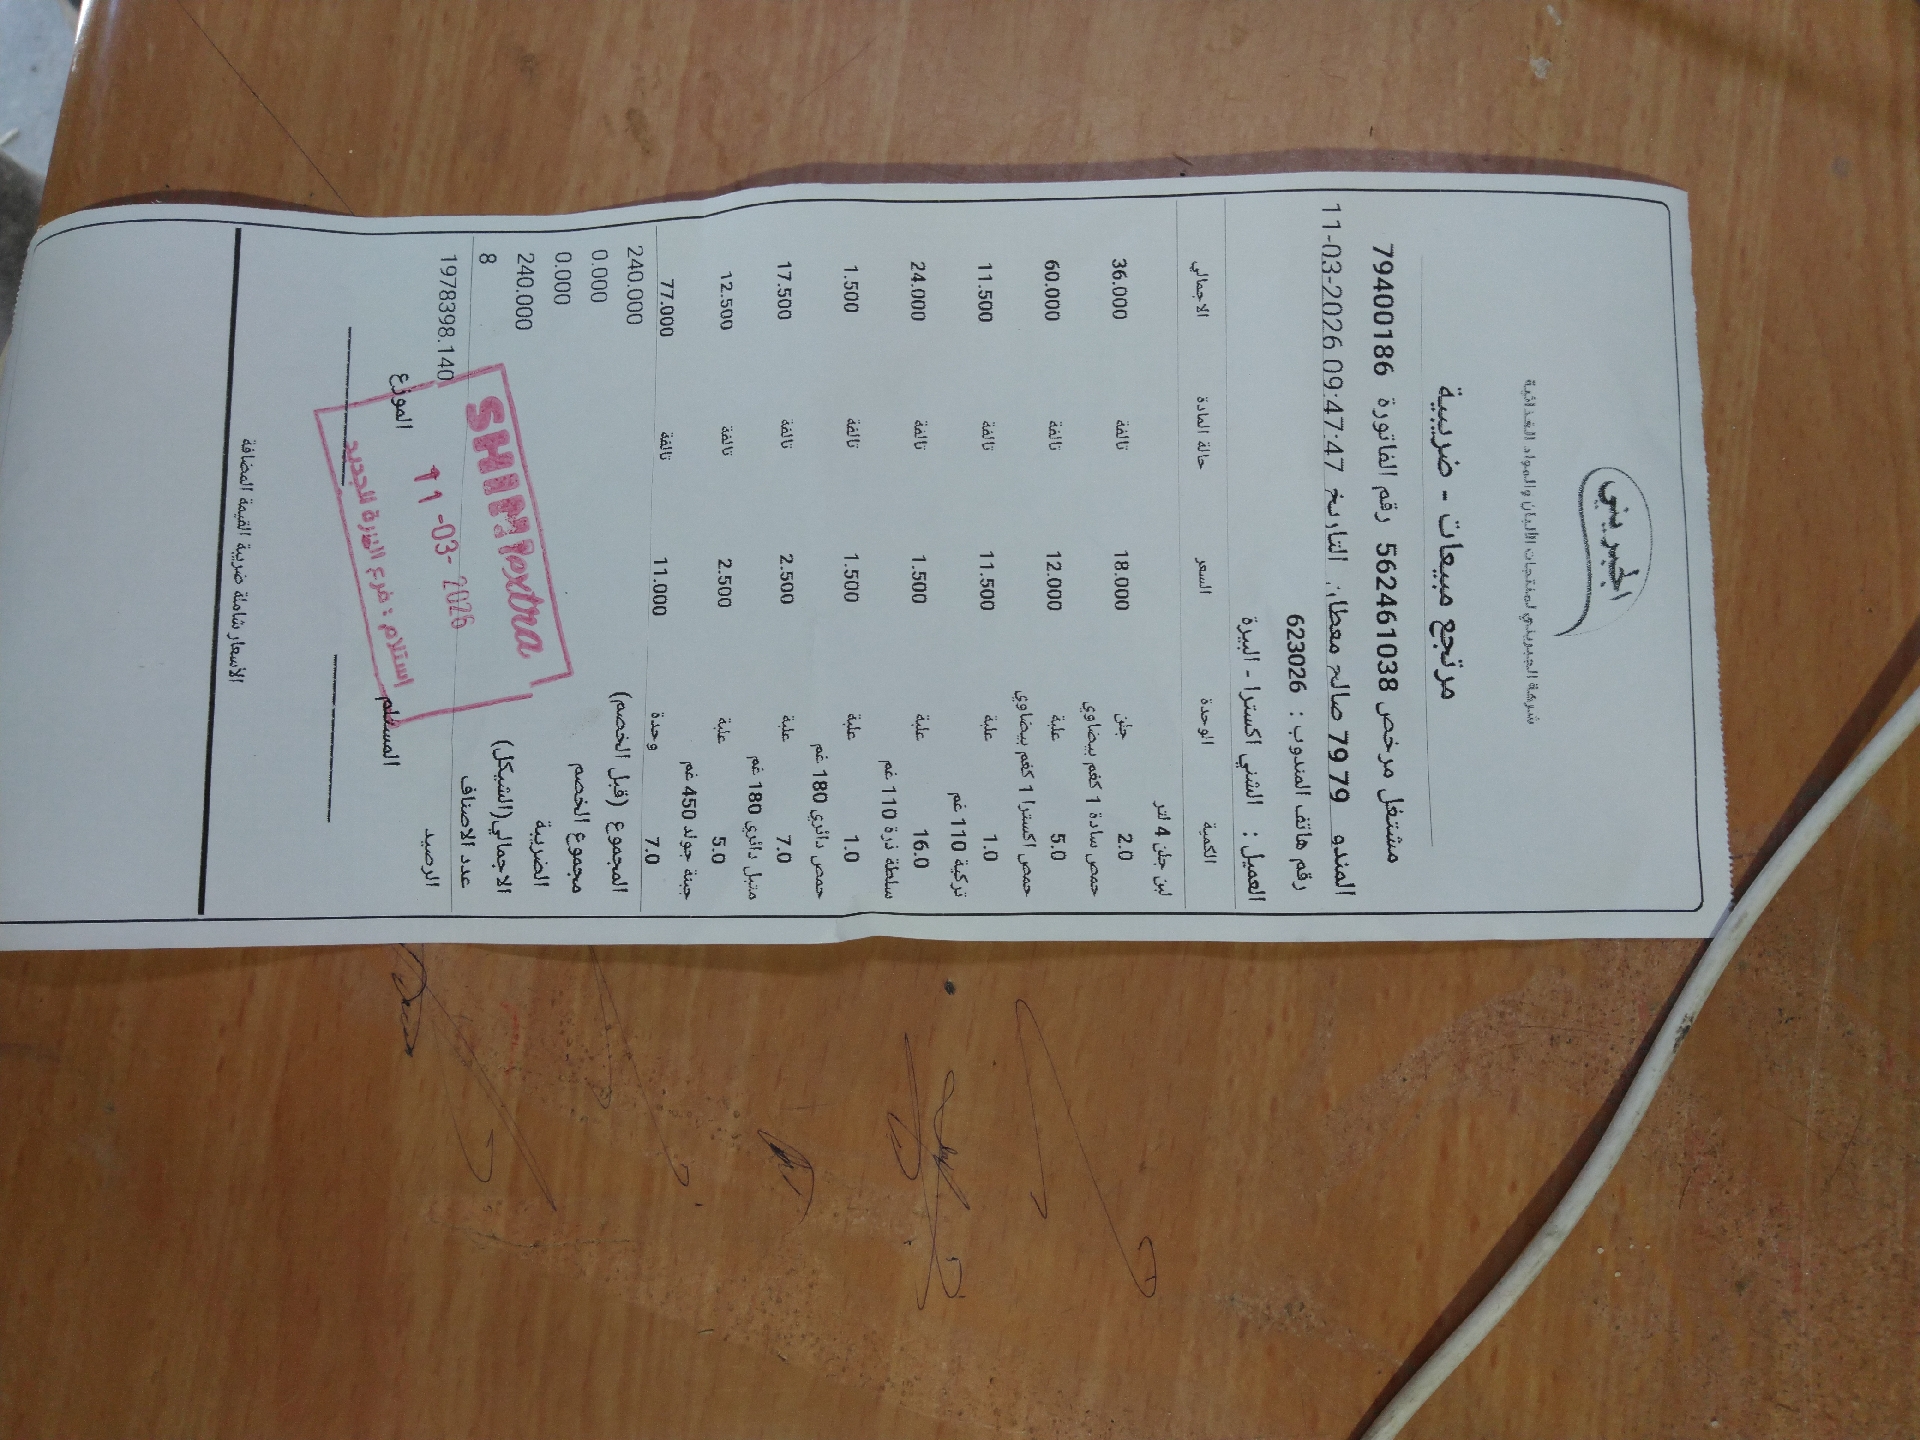 الجبريني
شركة الجبريني لمنتجات الألبان والمواد الغذائية
مرتجع مبيعات - ضريبية
مشتغل مرخص 562461038 رقم الفاتورة 79400186
المندو 79 79 صالح معطان التاريخ 11-03-2026 09:47:47
رقم هاتف المندوب : 623026
العميل : الشني اكسترا - البيرة
الكمية الوحدة السعر حالة المادة الاجمالي
لبن جلن 4 لتر
2.0 جلن 18.000 تالفة 36.000
حمص سادة 1 كغم بيضاوي
5.0 علبة 12.000 تالفة 60.000
حمص اكسترا 1 كغم بيضاوي
1.0 علبة 11.500 تالفة 11.500
تركية 110 غم
16.0 علبة 1.500 تالفة 24.000
سلطة ذرة 110 غم
1.0 علبة 1.500 تالفة 1.500
حمص دائري 180 غم
7.0 علبة 2.500 تالفة 17.500
متبل دائري 180 غم
5.0 علبة 2.500 تالفة 12.500
جبنة جولد 450 غم
7.0 وحدة 11.000 تالفة 77.000
المجموع (قبل الخصم) 240.000
مجموع الخصم 0.000
الضريبة 0.000
الاجمالي(الشيكل) 240.000
عدد الاصناف 8
الرصيد 1978398.140
المستلم الموزع
SHINI extra
11 -03- 2026
استلام : فرع البيرة الجديد
الأسعار شاملة ضريبة القيمة المضافة